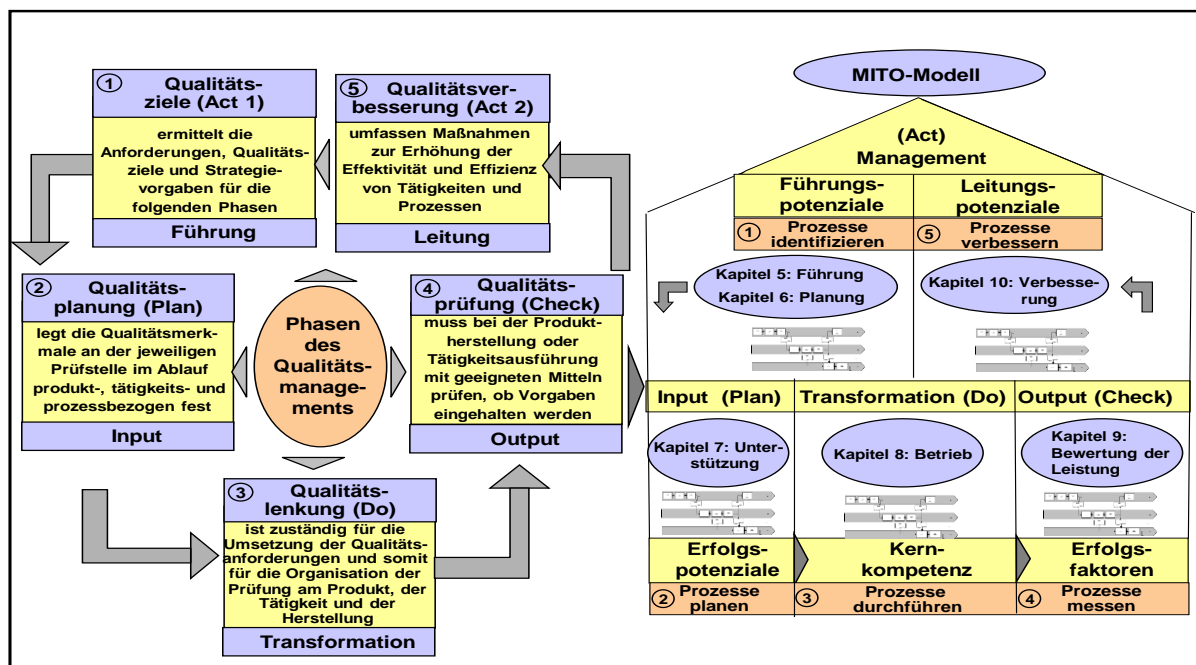 ① Qualitäts-
ziele (Act 1)
ermittelt die
Anforderungen, Qualitäts-
ziele und Strategie-
vorgaben für die
folgenden Phasen
Führung
⑤ Qualitätsver-
besserung (Act 2)
umfassen Maßnahmen
zur Erhöhung der
Effektivität und Effizienz
von Tätigkeiten und
Prozessen
Leitung
② Qualitäts-
planung (Plan)
legt die Qualitätsmerk-
male an der jeweiligen
Prüfstelle im Ablauf
produkt-, tätigkeits- und
prozessbezogen fest
Input
Phasen
des
Qualitäts-
manage-
ments
④ Qualitäts-
prüfung (Check)
muss bei der Produkt-
herstellung oder
Tätigkeitsausführung
mit geeigneten Mitteln
prüfen, ob Vorgaben
eingehalten werden
Output
③ Qualitäts-
lenkung (Do)
ist zuständig für die
Umsetzung der Qualitäts-
anforderungen und somit
für die Organisation der
Prüfung am Produkt, der
Tätigkeit und der
Herstellung
Transformation
MITO-Modell
(Act)
Management
Führungs-
potenziale
Leitungs-
potenziale
① Prozesse
identifizieren
⑤ Prozesse
verbessern
Kapitel 5: Führung
Kapitel 6: Planung
Kapitel 10: Verbesse-
rung
Input (Plan)
Transformation (Do)
Output (Check)
Kapitel 7: Unter-
stützung
Kapitel 8: Betrieb
Kapitel 9:
Bewertung der
Leistung
Erfolgs-
potenziale
Kern-
kompetenz
Erfolgs-
faktoren
② Prozesse
planen
③ Prozesse
durchführen
④ Prozesse
messen